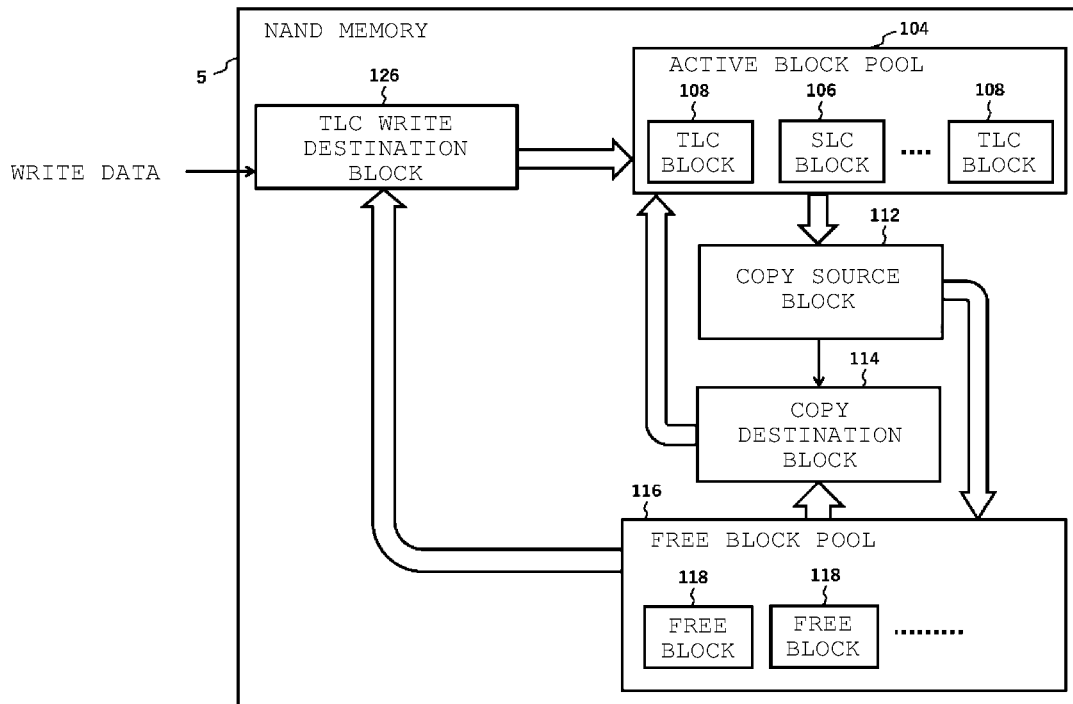 NAND MEMORY
104
5
ACTIVE BLOCK POOL
126
108
106
108
TLC WRITE
DESTINATION
BLOCK
TLC
BLOCK
SLC
BLOCK
....
TLC
BLOCK
WRITE DATA
112
COPY SOURCE
BLOCK
114
COPY
DESTINATION
BLOCK
116
FREE BLOCK POOL
118
118
FREE
BLOCK
FREE
BLOCK
.........